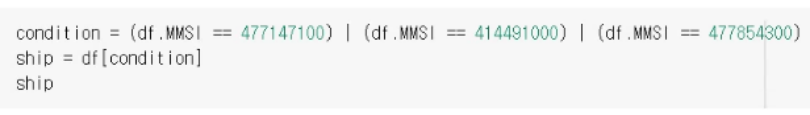 condition = (df.MMSI == 477147100) | (df.MMSI == 414491000) | (df.MMSI == 477854300)
ship = df[condition]
ship